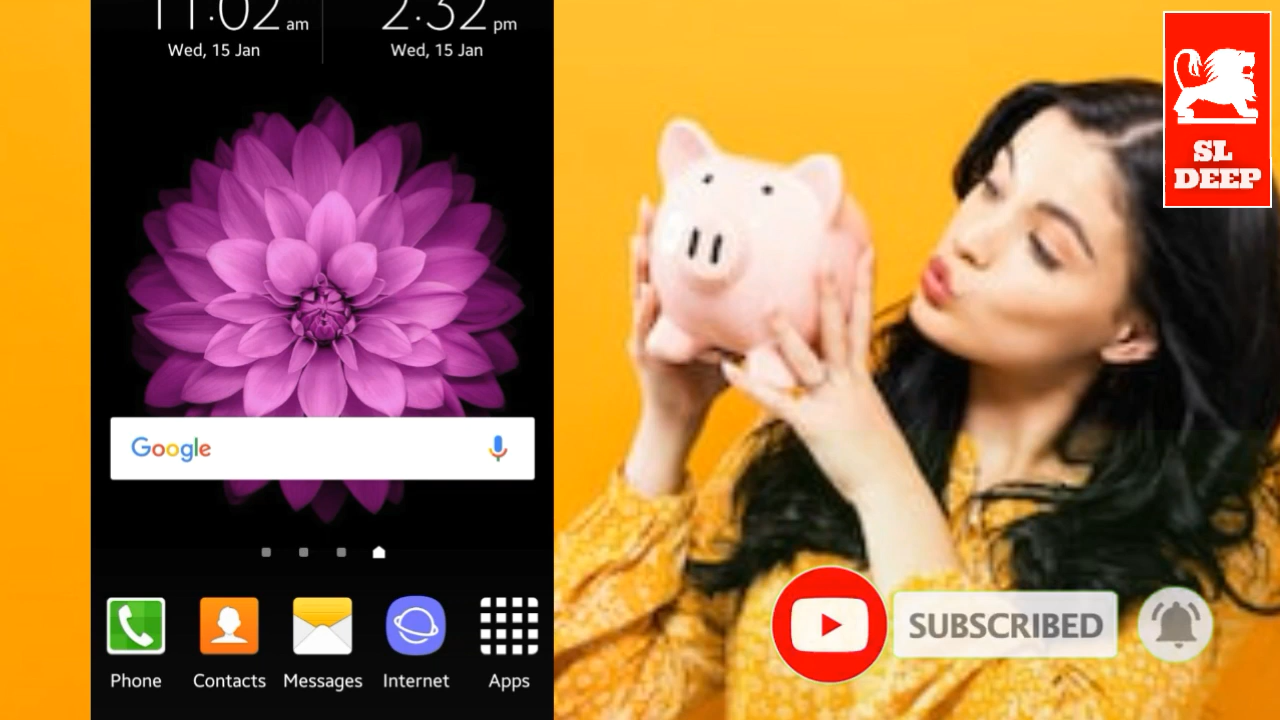 11:02 am
2:32 pm
Wed, 15 Jan
Wed, 15 Jan
SL
DEEP
Google
SUBSCRIBED
Phone
Contacts
Messages
Internet
Apps